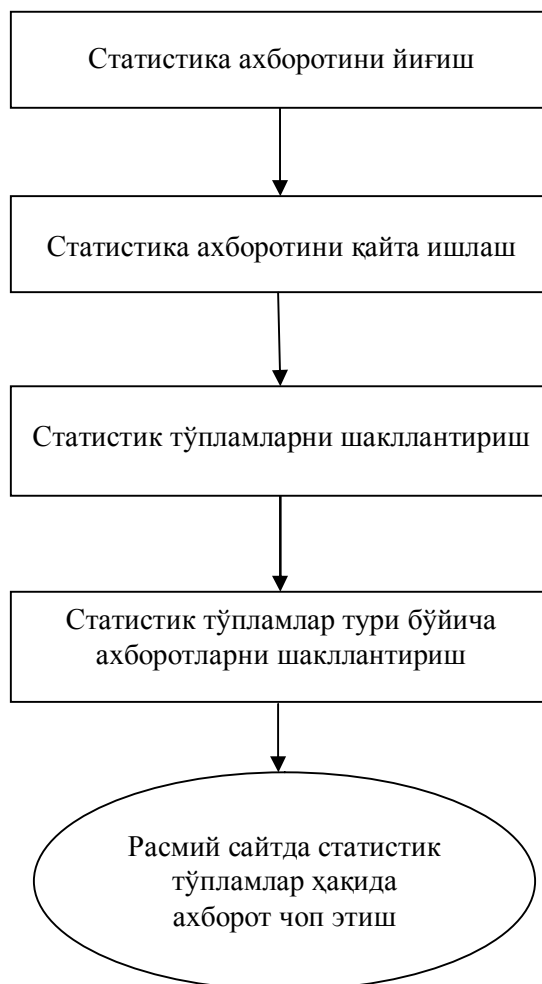 Статистика ахборотини йиғиш
Статистика ахборотини қайта ишлаш
Статистик тўпламларни шакллантириш
Статистик тўпламлар тури бўйича
ахборотларни шакллантириш
Расмий сайтда статистик
тўпламлар ҳақида
ахборот чоп этиш